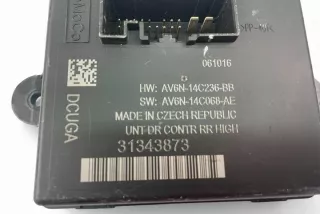 FoMoCo
061016
HW: AV6N-14C236-BB
SW: AV6N-14C068-AE
MADE IN CZECH REPUBLIC
UNT-DR CONTR RR HIGH
31343873
DCUGA